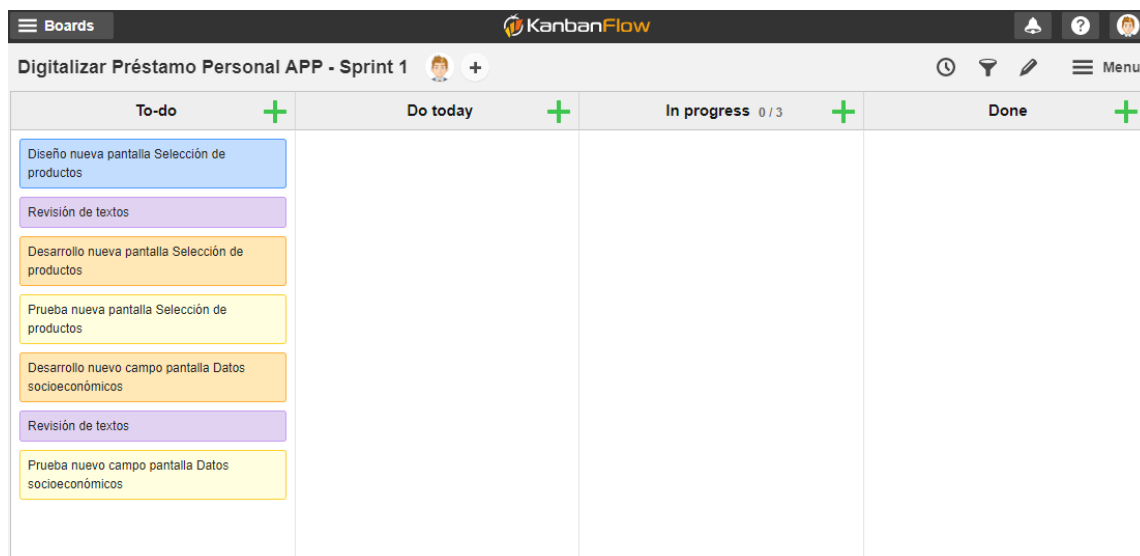 Boards
KanbanFlow
?
Digitalizar Préstamo Personal APP - Sprint 1
+
Menu
To-do
Do today
In progress 0 / 3
Done
Diseño nueva pantalla Selección de
productos
Revisión de textos
Desarrollo nueva pantalla Selección de
productos
Prueba nueva pantalla Selección de
productos
Desarrollo nuevo campo pantalla Datos
socioeconómicos
Revisión de textos
Prueba nuevo campo pantalla Datos
socioeconómicos